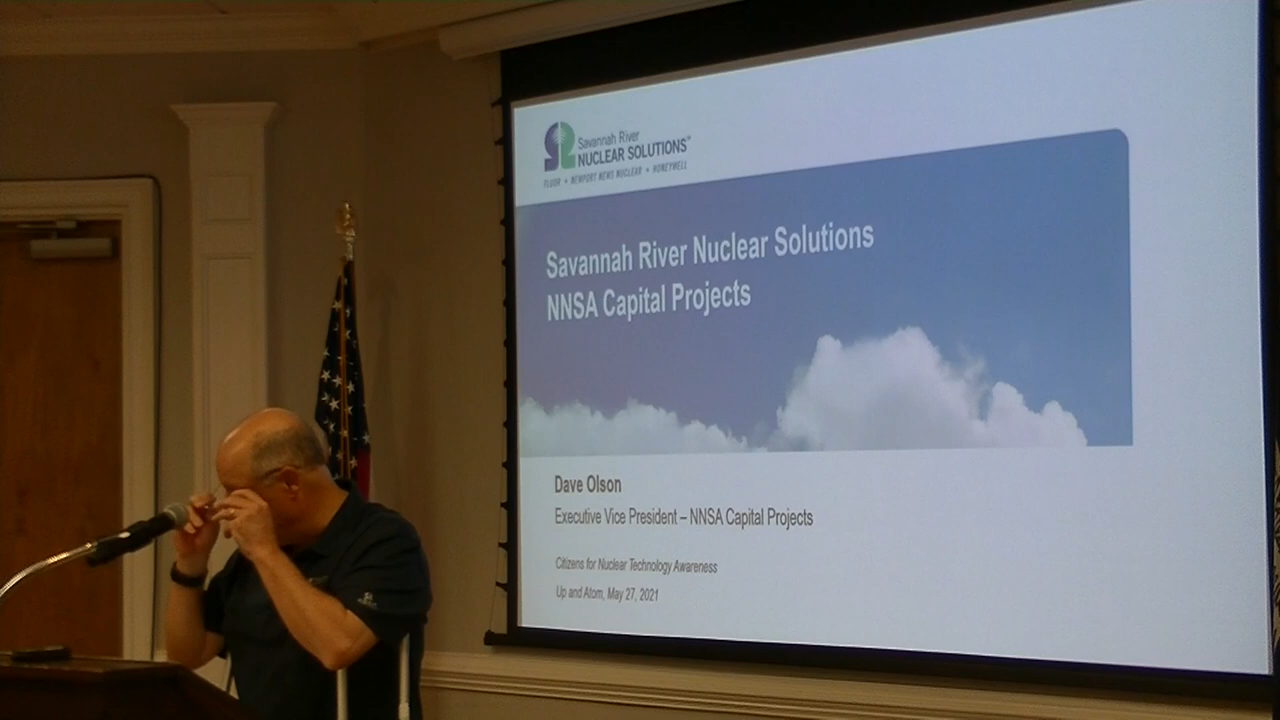 Savannah River
NUCLEAR SOLUTIONS™
FLUOR • NEWPORT NEWS NUCLEAR • HONEYWELL
Savannah River Nuclear Solutions
NNSA Capital Projects
Dave Olson
Executive Vice President – NNSA Capital Projects
Citizens for Nuclear Technology Awareness
Up and Atom, May 27, 2021